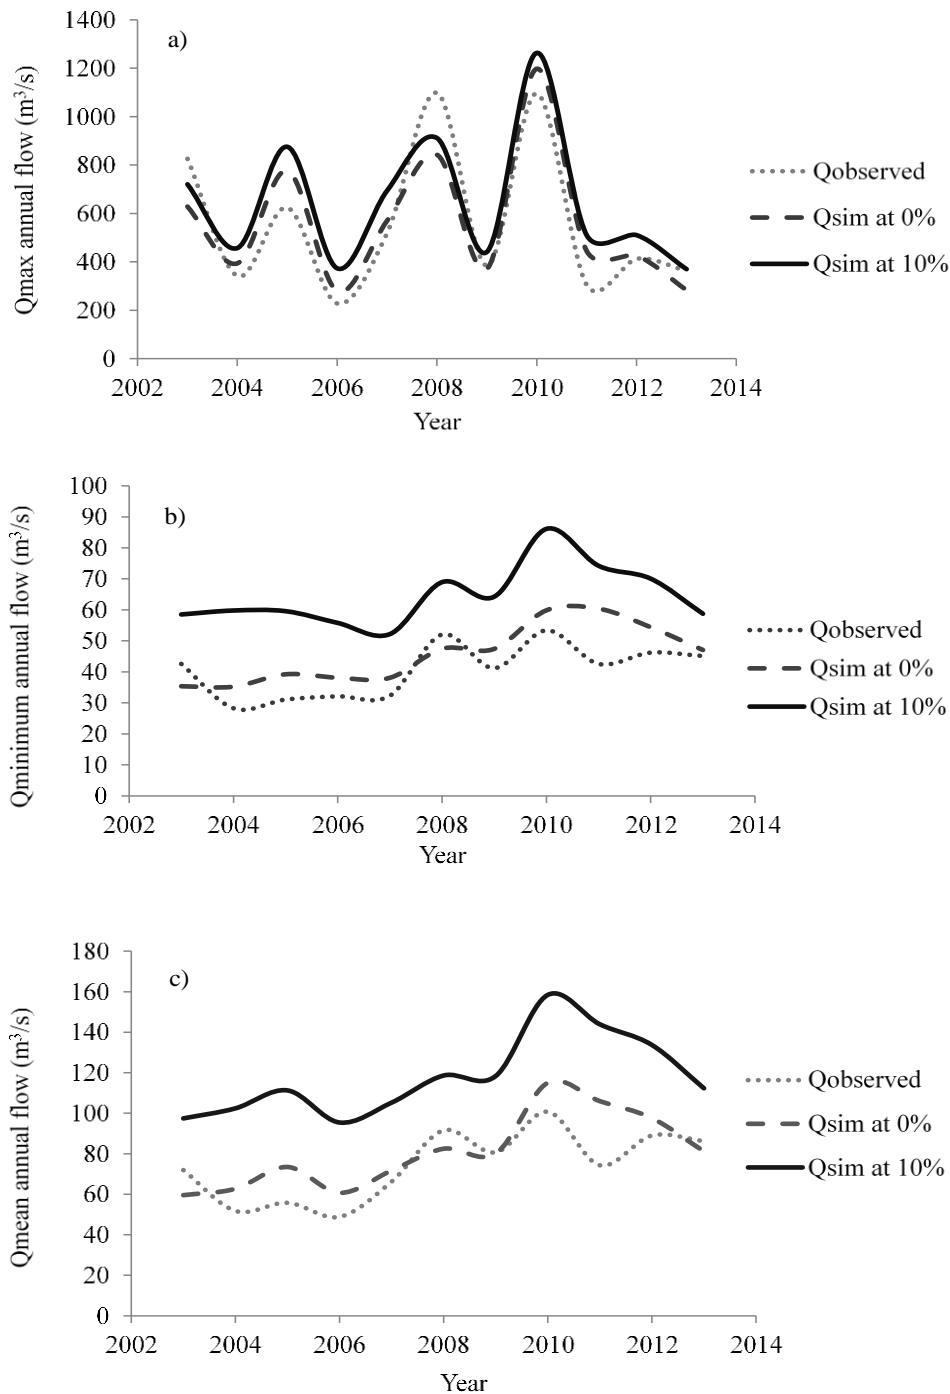 a)
Qmax annual flow (m³/s)
1400
1200
1000
800
600
400
200
0
2002 2004 2006 2008 2010 2012 2014
Year
Qobserved
Qsim at 0%
Qsim at 10%
b)
Qminimum annual flow (m³/s)
100
90
80
70
60
50
40
30
20
10
0
2002 2004 2006 2008 2010 2012 2014
Year
Qobserved
Qsim at 0%
Qsim at 10%
c)
Qmean annual flow (m³/s)
180
160
140
120
100
80
60
40
20
0
2002 2004 2006 2008 2010 2012 2014
Year
Qobserved
Qsim at 0%
Qsim at 10%